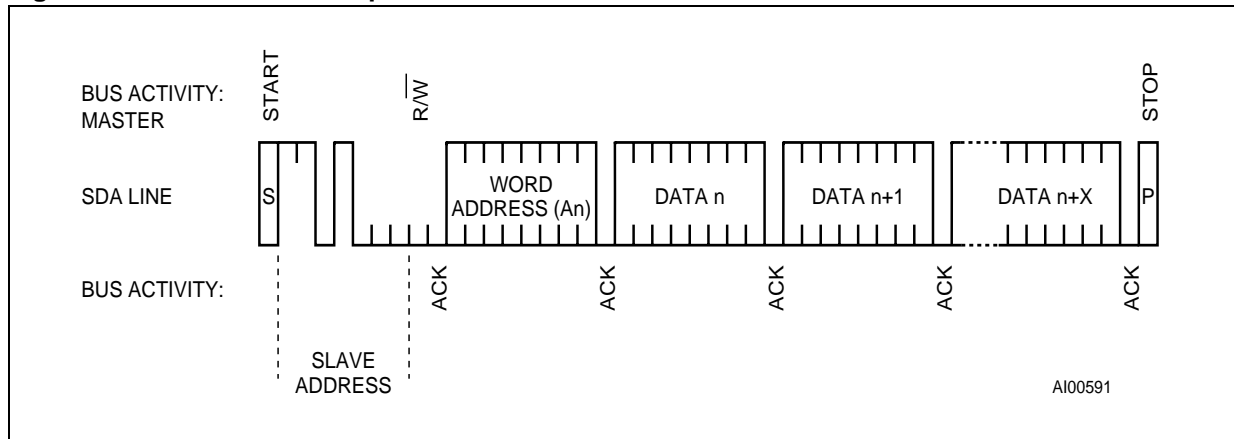 BUS ACTIVITY:
MASTER
START
R/W
STOP
SDA LINE
S
WORD
ADDRESS (An)
DATA n
DATA n+1
DATA n+X
P
BUS ACTIVITY:
ACK
ACK
ACK
ACK
ACK
SLAVE
ADDRESS
AI00591